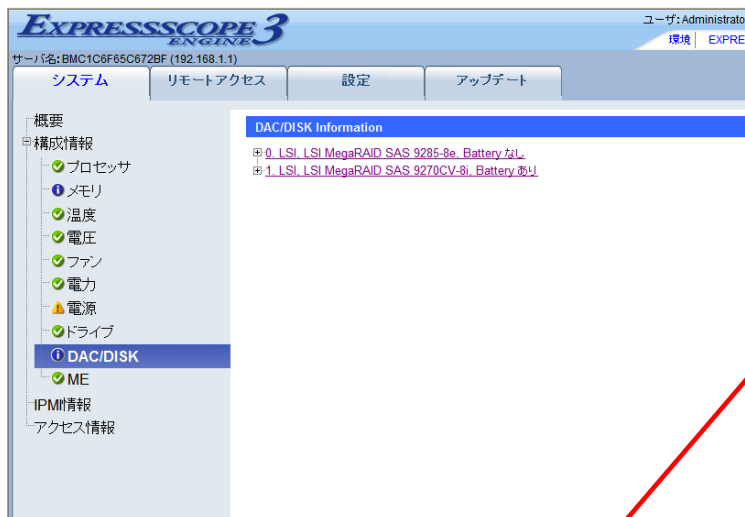 EXPRESSSCOPE 3
ENGINE
ユーザ: Administrato
環境 EXPRE
サーバ名: BMC1C6F65C672BF (192.168.1.1)
システム リモートアクセス 設定 アップデート
概要
構成情報
プロセッサ
メモリ
温度
電圧
ファン
電力
電源
ドライブ
DAC/DISK
ME
IPMI情報
アクセス情報
DAC/DISK Information
0. LSI, LSI MegaRAID SAS 9285-8e, Battery なし
1. LSI, LSI MegaRAID SAS 9270CV-8i, Battery あり